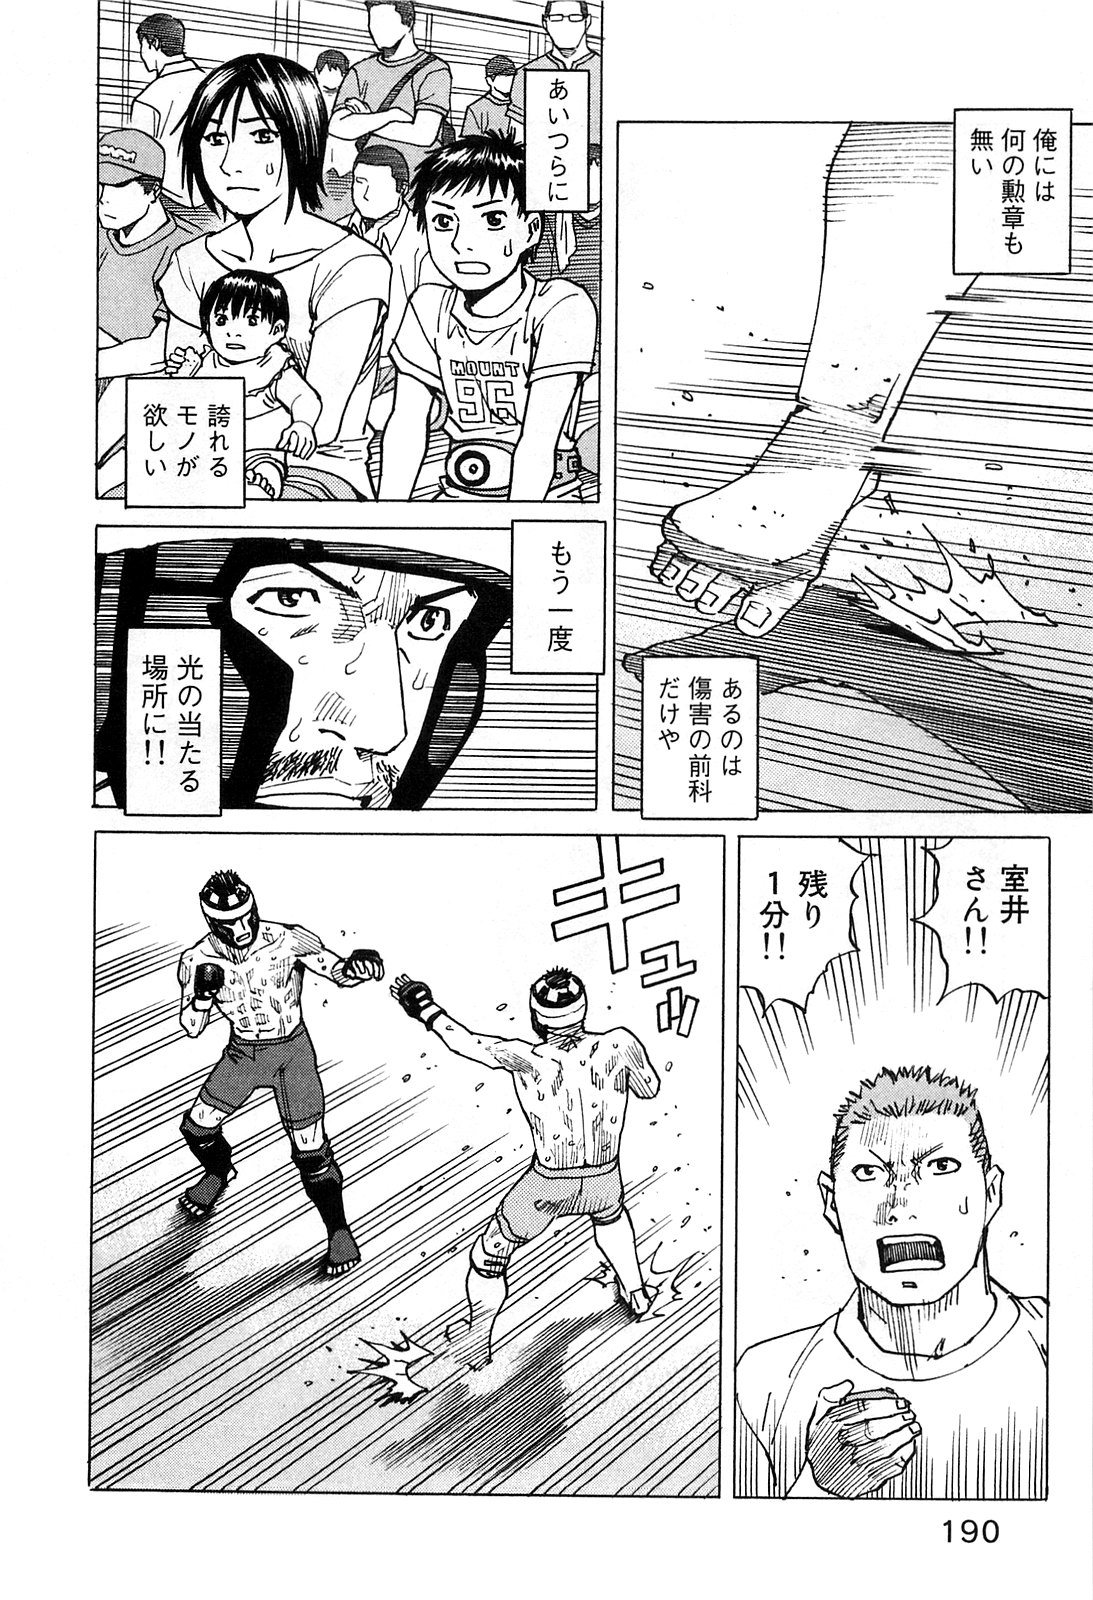 俺には
何の勲章も
無い
あるのは
傷害の前科
だけや
あいつらに
誇れる
モノが
欲しい
MOUNT
96
もう一度
光の当たる
場所に!!
室井
さん!!
残り
1分!!
キュッ
190